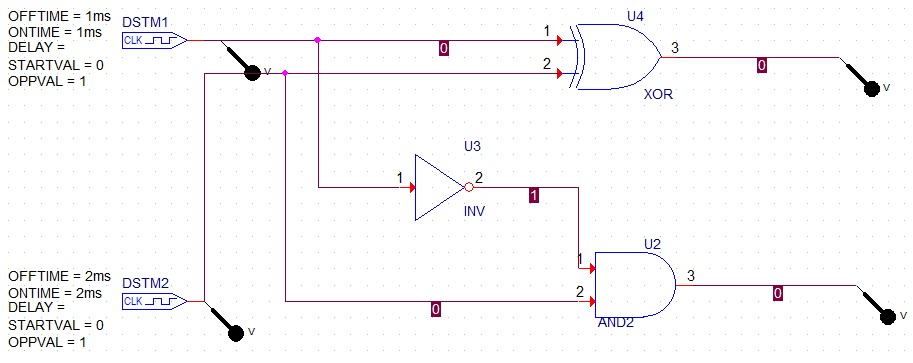 OFFTIME = 1ms
ONTIME = 1ms
DELAY =
STARTVAL = 0
OPPVAL = 1
DSTM1
CLK
V
0
1
2
U4
3
XOR
0
V
U3
1
2
INV
1
U2
1
2
3
AND2
0
V
0
OFFTIME = 2ms
ONTIME = 2ms
DELAY =
STARTVAL = 0
OPPVAL = 1
DSTM2
CLK
V